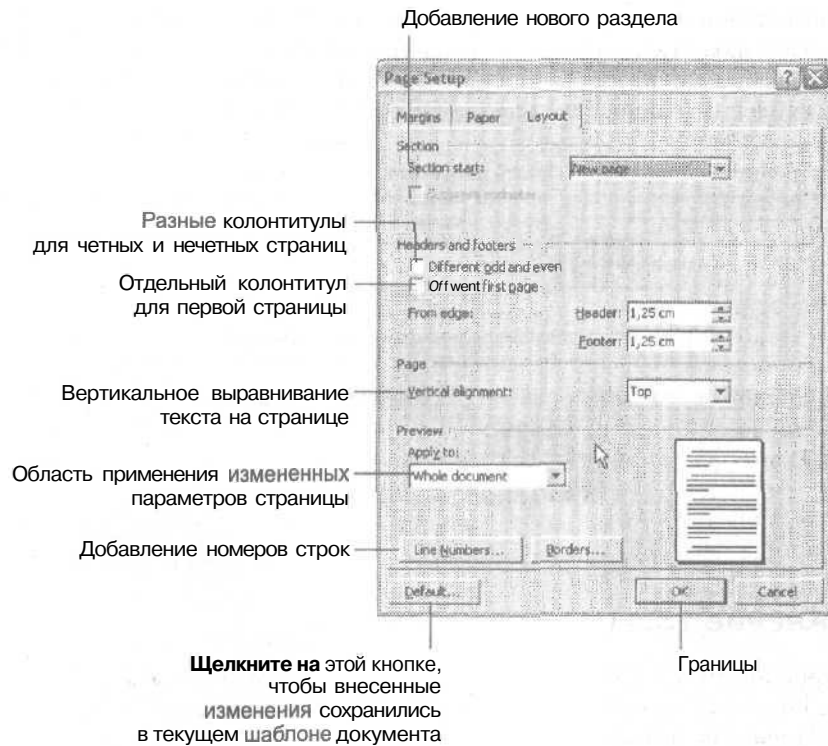 Добавление нового раздела
Page Setup
Margins Paper Layout
Section
Section start: New page
Разные колонтитулы
для четных и нечетных страниц
Headers and footers
Different odd and even
Отдельный колонтитул
для первой страницы
Off went first page
From edge: Header: 1,25 cm
Footer: 1,25 cm
Page
Вертикальное выравнивание
текста на странице
Vertical alignment: Top
Preview
Apply to:
Область применения измененных
параметров страницы
Whole document
Добавление номеров строк
Line Numbers... Borders...
Default... OK Cancel
Щелкните на этой кнопке,
чтобы внесенные
изменения сохранились
в текущем шаблоне документа
Границы